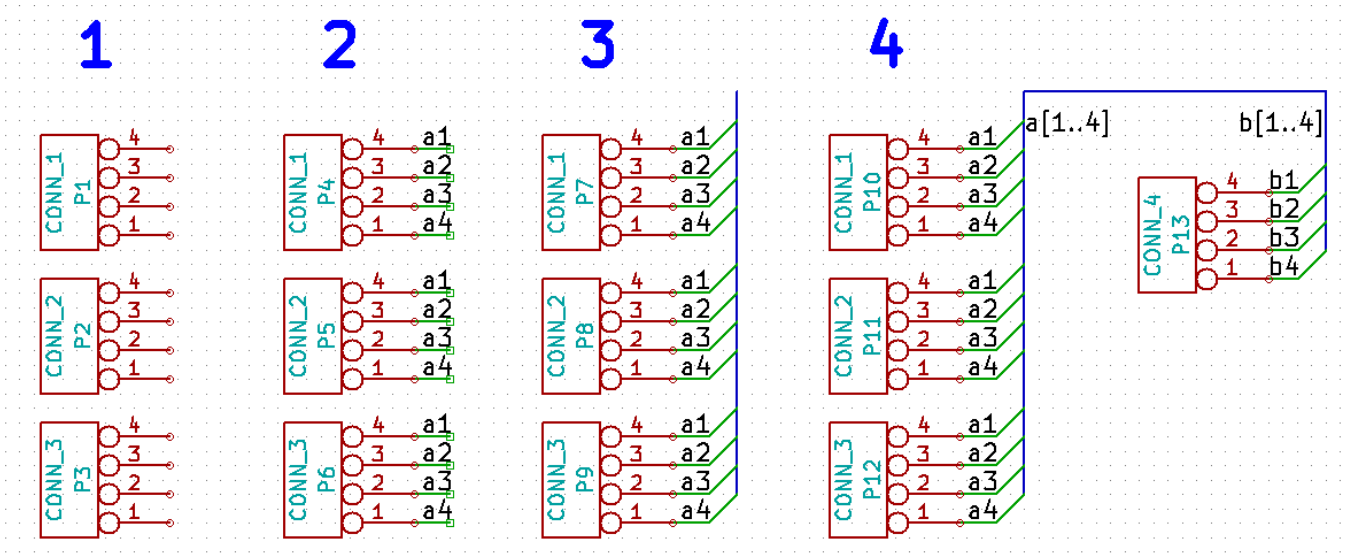 1 2 3 4
a[1..4] b[1..4]
CONN_1
P1
4
3
2
1
CONN_1
P4
4 a1
3 a2
2 a3
1 a4
CONN_1
P7
4 a1
3 a2
2 a3
1 a4
CONN_1
P10
4 a1
3 a2
2 a3
1 a4
CONN_4
P13
4 b1
3 b2
2 b3
1 b4
CONN_2
P2
4
3
2
1
CONN_2
P5
4 a1
3 a2
2 a3
1 a4
CONN_2
P8
4 a1
3 a2
2 a3
1 a4
CONN_2
P11
4 a1
3 a2
2 a3
1 a4
CONN_3
P3
4
3
2
1
CONN_3
P6
4 a1
3 a2
2 a3
1 a4
CONN_3
P9
4 a1
3 a2
2 a3
1 a4
CONN_3
P12
4 a1
3 a2
2 a3
1 a4